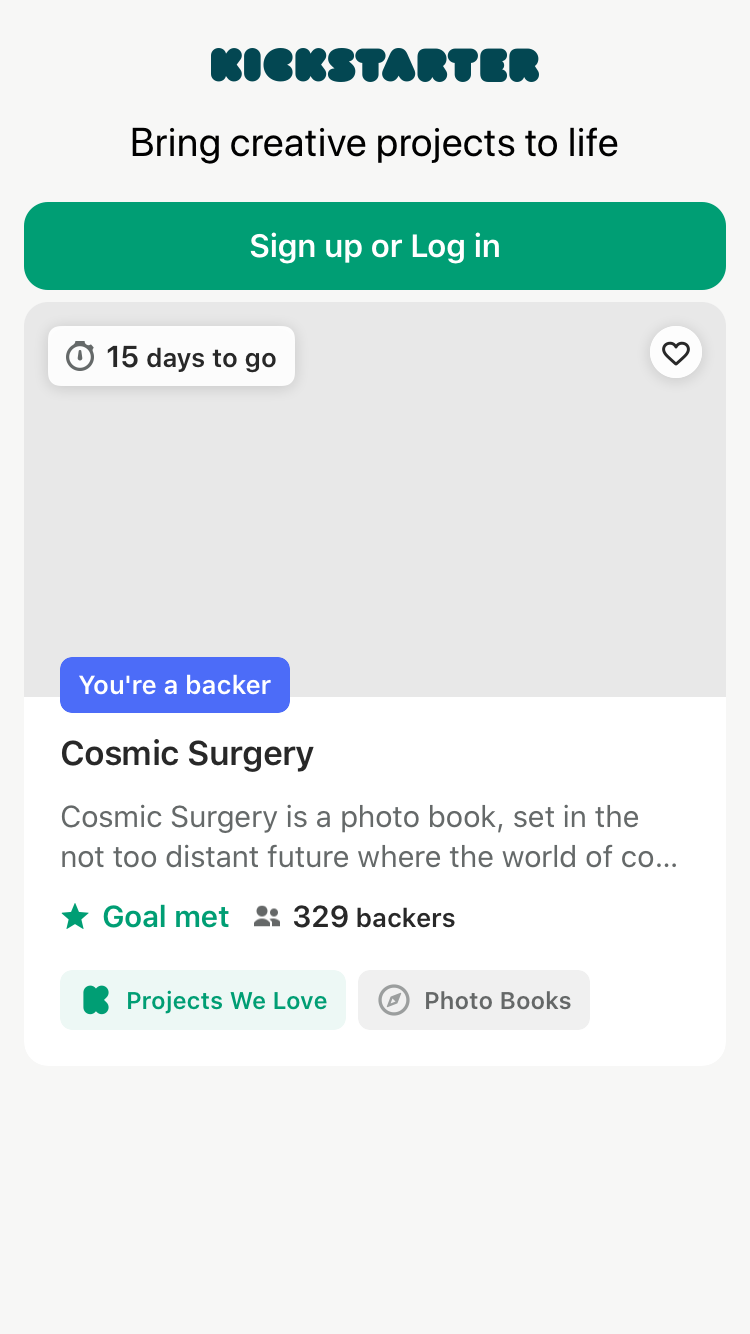 KICKSTARTER
Bring creative projects to life
Sign up or Log in
15 days to go
You're a backer
Cosmic Surgery
Cosmic Surgery is a photo book, set in the
not too distant future where the world of co...
Goal met 329 backers
Projects We Love Photo Books